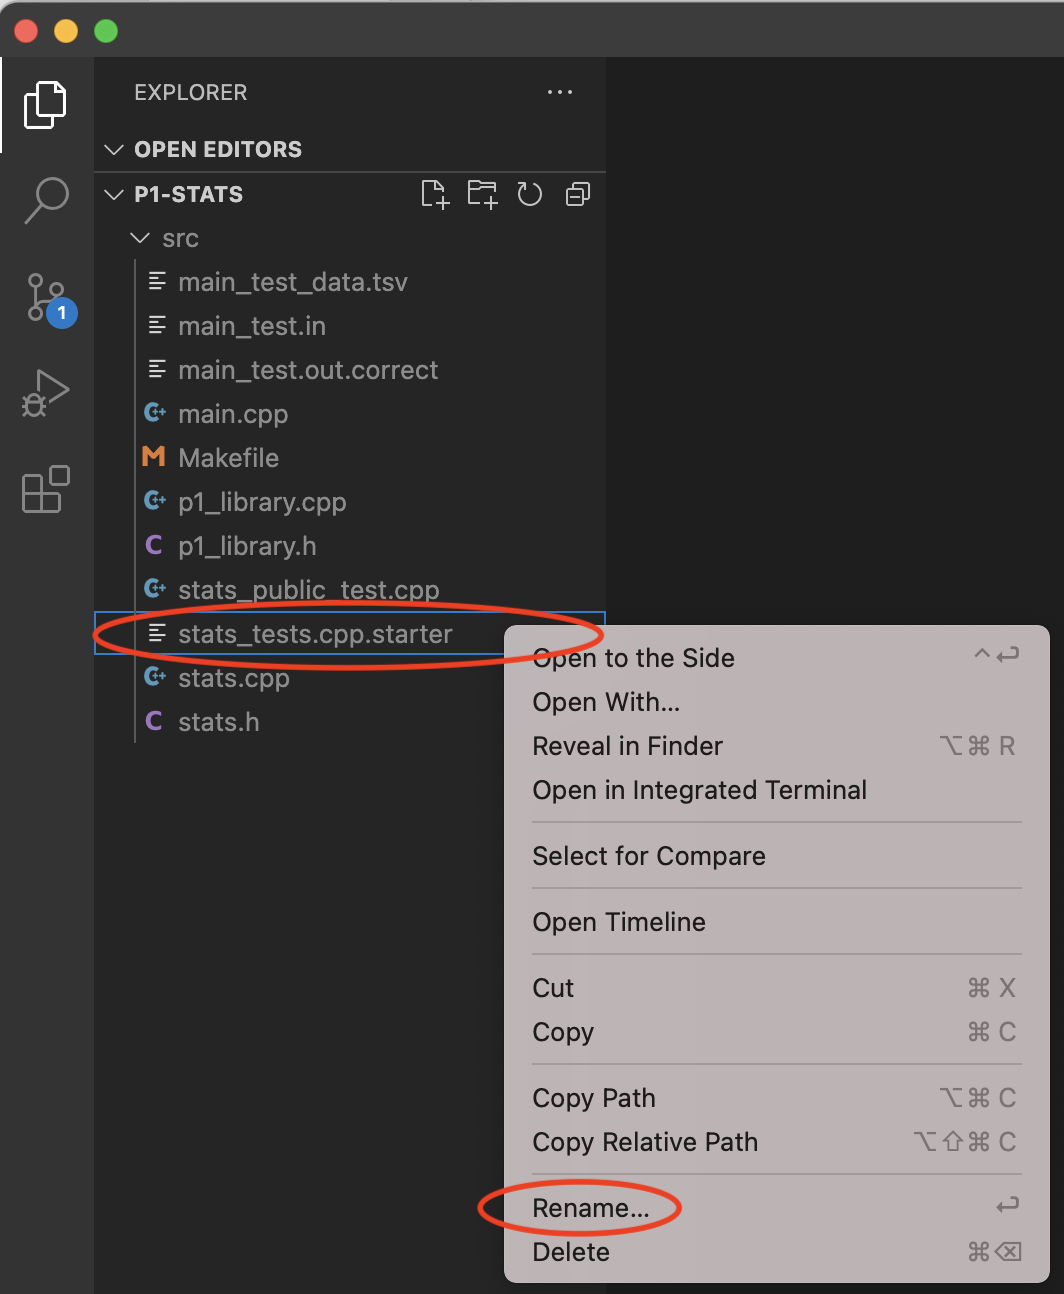 EXPLORER
OPEN EDITORS
P1-STATS
src
main_test_data.tsv
main_test.in
1
main_test.out.correct
main.cpp
Makefile
p1_library.cpp
p1_library.h
stats_public_test.cpp
stats_tests.cpp.starter
stats.cpp
stats.h
Open to the Side ^↩
Open With...
Reveal in Finder ⌥⌘ R
Open in Integrated Terminal
Select for Compare
Open Timeline
Cut ⌘ X
Copy ⌘ C
Copy Path ⌥⌘ C
Copy Relative Path ⌥⇧⌘ C
Rename... ↩
Delete ⌘⌫